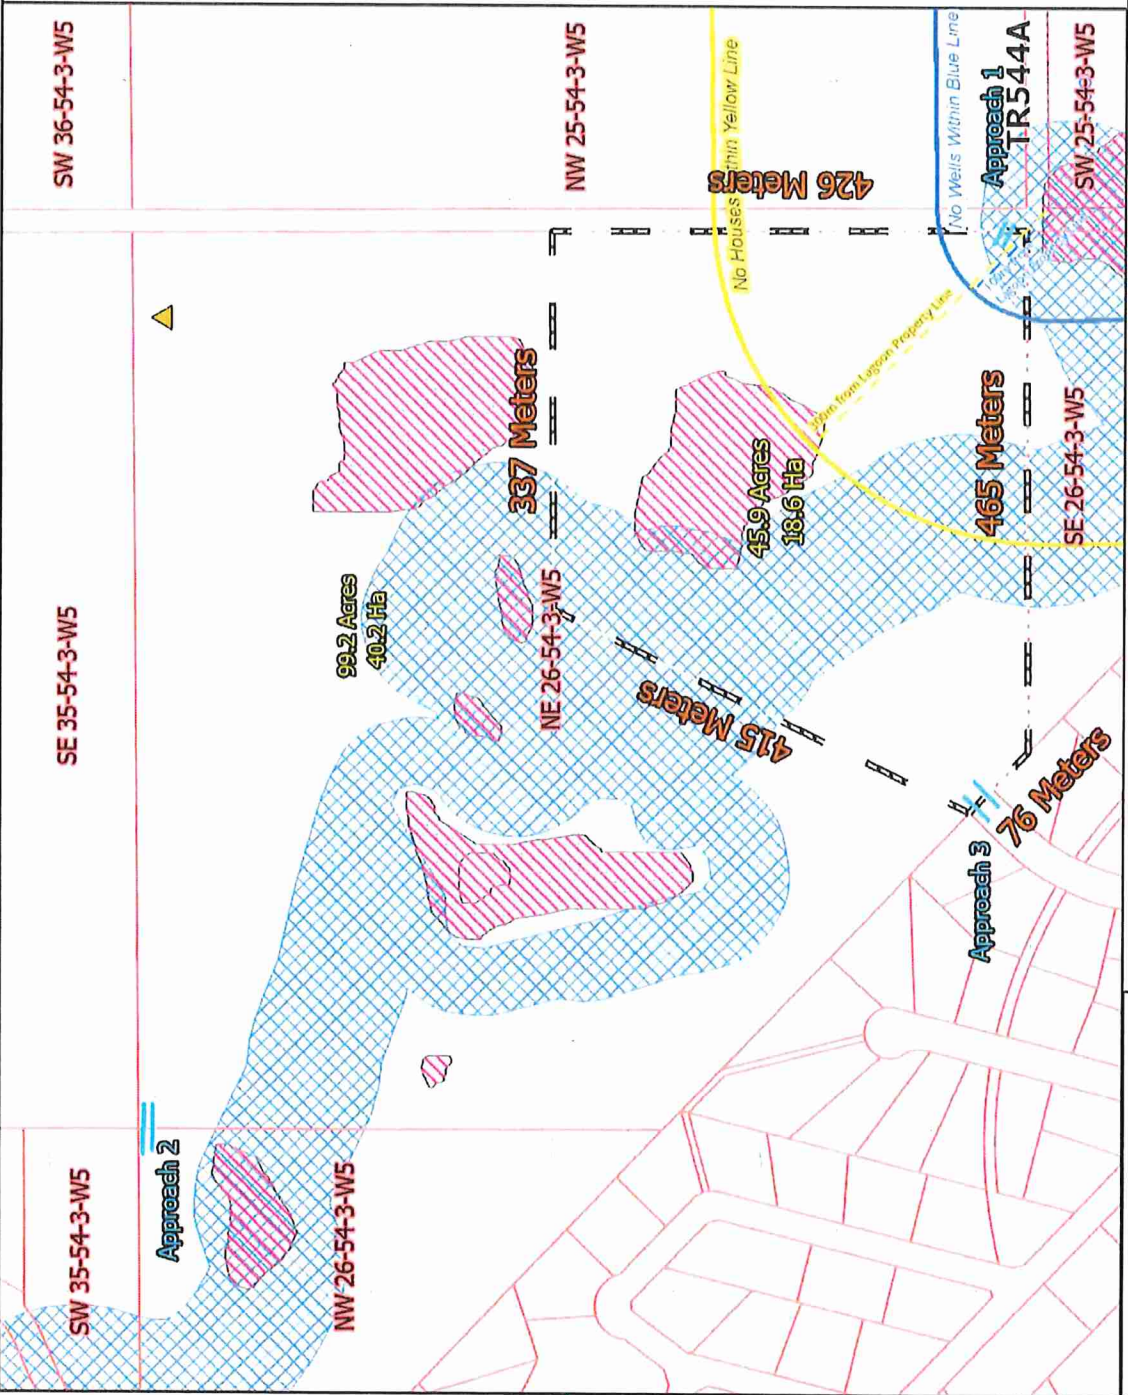 SW 36-54-3-W5
NW 25-54-3-W5
No Houses Within Yellow Line
426 Meters
No Wells Within Blue Line
Approach 1
TR544A
SW 25-54-3-W5
337 Meters
300m from Lagoon Property Line
45.9 Acres
18.6 Ha
465 Meters
SE 26-54-3-W5
SE 35-54-3-W5
99.2 Acres
40.2 Ha
NE 26-54-3-W5
415 Meters
76 Meters
Approach 3
SW 35-54-3-W5
Approach 2
NW 26-54-3-W5